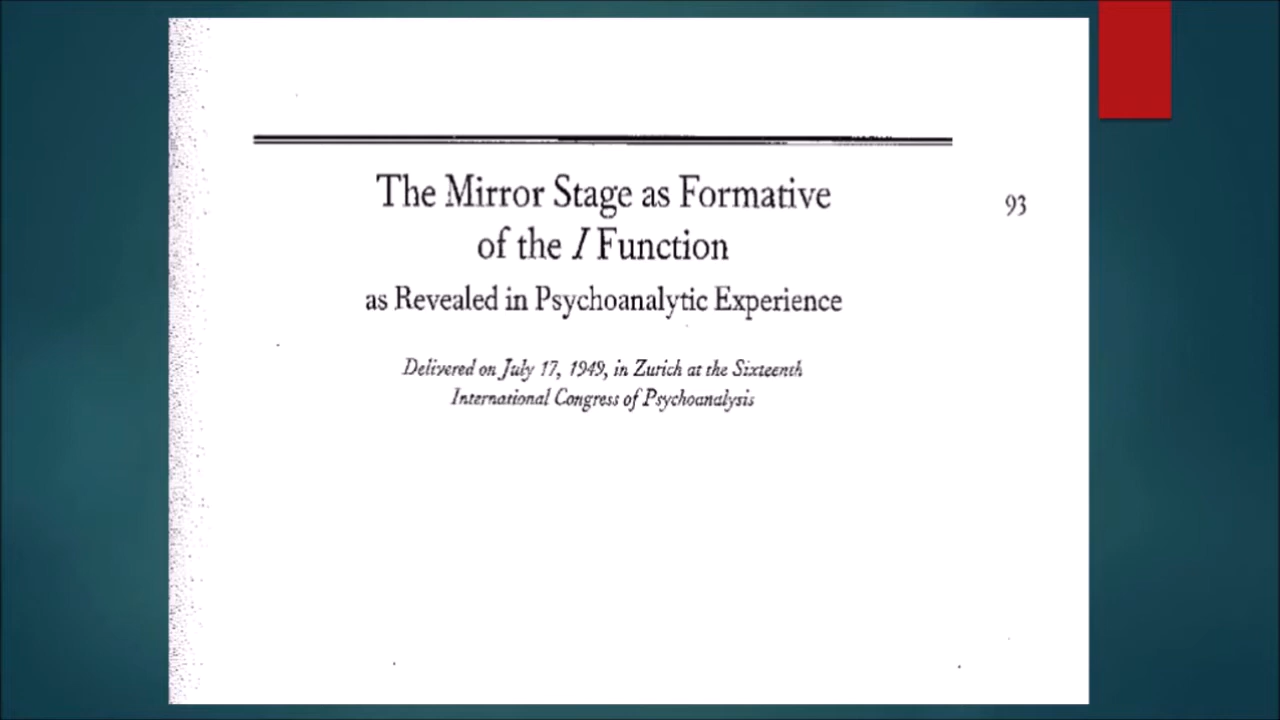 The Mirror Stage as Formative
93
of the I Function
as Revealed in Psychoanalytic Experience
Delivered on July 17, 1949, in Zurich at the Sixteenth
International Congress of Psychoanalysis